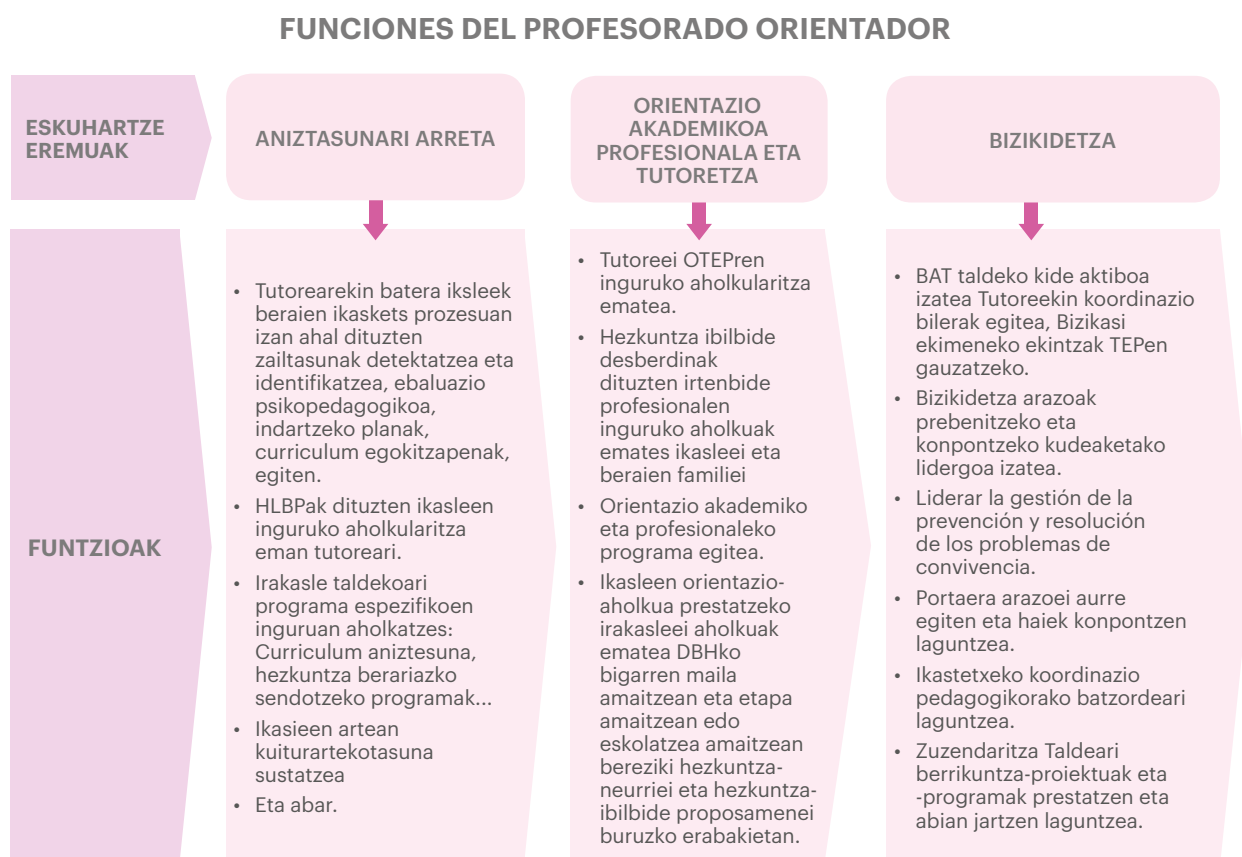 FUNCIONES DEL PROFESORADO ORIENTADOR
ESKUHARTZE
EREMUAK
ANIZTASUNARI ARRETA
ORIENTAZIO
AKADEMIKOA
PROFESIONALA ETA
TUTORETZA
BIZIKIDETZA
FUNTZIOAK
• Tutorearekin batera iksleek
beraien ikaskets prozesuan
izan ahal dituzten
zailtasunak detektatzea eta
identifikatzea, ebaluazio
psikopedagogikoa,
indartzeko planak,
curriculum egokitzapenak,
egiten.
• HLBPak dituzten ikasleen
inguruko aholkularitza
eman tutoreari.
• Irakasle taldekoari
programa espezifikoen
inguruan aholkatzes:
Curriculum aniztesuna,
hezkuntza berariazko
sendotzeko programak...
• Ikasieen artean
kuiturartekotasuna
sustatzea
• Eta abar.
• Tutoreei OTEPren
inguruko aholkularitza
ematea.
• Hezkuntza ibilbide
desberdinak
dituzten irtenbide
profesionalen
inguruko aholkuak
emates ikasleei eta
beraien familiei
• Orientazio akademiko
eta profesionaleko
programa egitea.
• Ikasleen orientazio-
aholkua prestatzeko
irakasleei aholkuak
ematea DBHko
bigarren maila
amaitzean eta etapa
amaitzean edo
eskolatzea amaitzean
bereziki hezkuntza-
neurriei eta hezkuntza-
ibilbide proposamenei
buruzko erabakietan.
• BAT taldeko kide aktiboa
izatea Tutoreekin koordinazio
bilerak egitea, Bizikasi
ekimeneko ekintzak TEPen
gauzatzeko.
• Bizikidetza arazoak
prebenitzeko eta
konpontzeko kudeaketako
lidergoa izatea.
• Liderar la gestión de la
prevención y resolución
de los problemas de
convivencia.
• Portaera arazoei aurre
egiten eta haiek konpontzen
laguntzea.
• Ikastetxeko koordinazio
pedagogikorako batzordeari
laguntzea.
• Zuzendaritza Taldeari
berrikuntza-proiektuak eta
-programak prestatzen eta
abian jartzen laguntzea.